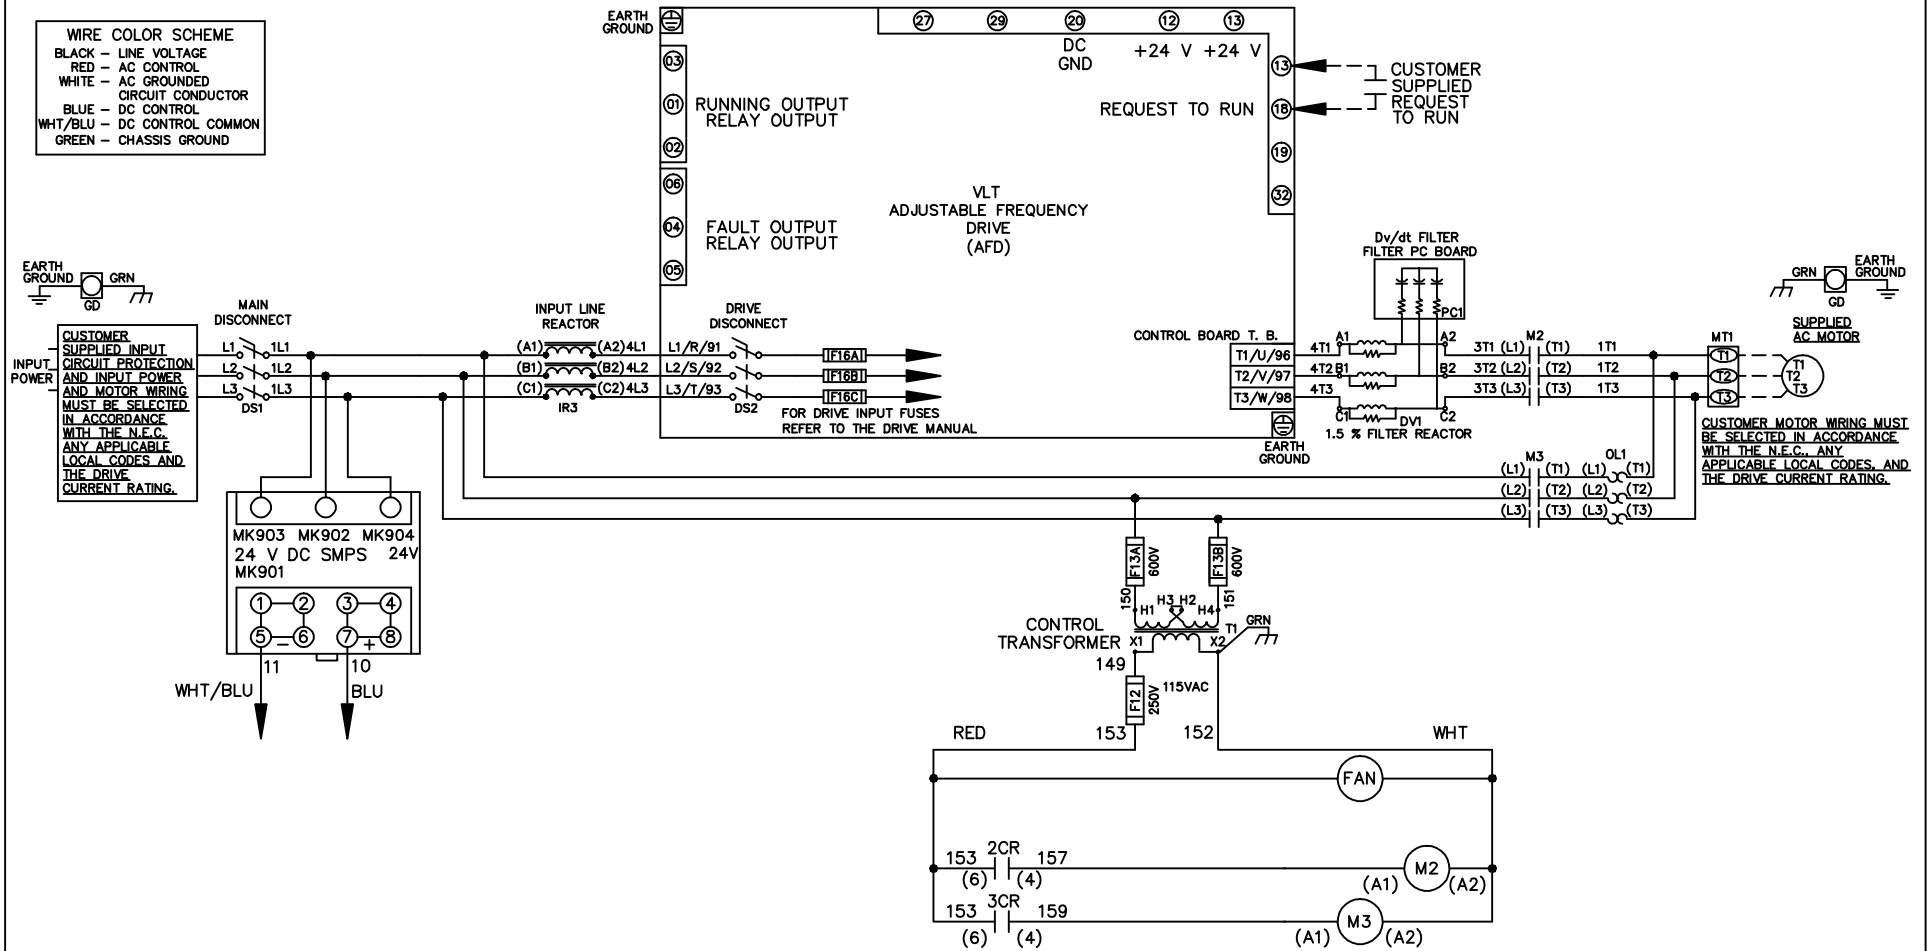 WIRE COLOR SCHEME
BLACK – LINE VOLTAGE
RED – AC CONTROL
WHITE – AC GROUNDED
CIRCUIT CONDUCTOR
BLUE – DC CONTROL
WHT/BLU – DC CONTROL COMMON
GREEN – CHASSIS GROUND
EARTH
GROUND
27
29
20
12
13
DC
GND
+24 V
+24 V
03
01
02
RUNNING OUTPUT
RELAY OUTPUT
06
04
05
FAULT OUTPUT
RELAY OUTPUT
13
18
19
32
REQUEST TO RUN
CUSTOMER
SUPPLIED
REQUEST
TO RUN
VLT
ADJUSTABLE FREQUENCY
DRIVE
(AFD)
Dv/dt FILTER
FILTER PC BOARD
PC1
EARTH
GROUND
GRN
GD
GRN
GD
EARTH
GROUND
MAIN
DISCONNECT
INPUT LINE
REACTOR
DRIVE
DISCONNECT
CONTROL BOARD T. B.
SUPPLIED
AC MOTOR
INPUT
POWER
CUSTOMER
SUPPLIED INPUT
CIRCUIT PROTECTION
AND INPUT POWER
AND MOTOR WIRING
MUST BE SELECTED
IN ACCORDANCE
WITH THE N.E.C.
ANY APPLICABLE
LOCAL CODES AND
THE DRIVE
CURRENT RATING.
L1 1L1
L2 1L2
L3 1L3
DS1
(A1) (A2) 4L1
(B1) (B2) 4L2
(C1) (C2) 4L3
IR3
L1/R/91
L2/S/92
L3/T/93
DS2
F16A
F16B
F16C
FOR DRIVE INPUT FUSES
REFER TO THE DRIVE MANUAL
T1/U/96
T2/V/97
T3/W/98
EARTH
GROUND
4T1 A1 A2
4T2 B1 B2
4T3
C1 C2
DV1
1.5 % FILTER REACTOR
M2
3T1 (L1) (T1) 1T1
3T2 (L2) (T2) 1T2
3T3 (L3) (T3) 1T3
MT1
T1
T2
T3
T1
T2
T3
CUSTOMER MOTOR WIRING MUST
BE SELECTED IN ACCORDANCE
WITH THE N.E.C., ANY
APPLICABLE LOCAL CODES, AND
THE DRIVE CURRENT RATING.
M3 OL1
(L1) (T1) (L1) (T1)
(L2) (T2) (L2) (T2)
(L3) (T3) (L3) (T3)
MK903 MK902 MK904
24 V DC SMPS 24V
MK901
1 2 3 4
5 – 6 7 + 8
11
10
WHT/BLU
BLU
F13A
600V
F13B
600V
150
151
H1 H3 H2 H4
CONTROL
TRANSFORMER
X1 X2
T1
GRN
149
F12
250V
115VAC
153
152
RED
WHT
FAN
153 2CR 157
(6) (4)
M2
(A1) (A2)
153 3CR 159
(6) (4)
M3
(A1) (A2)